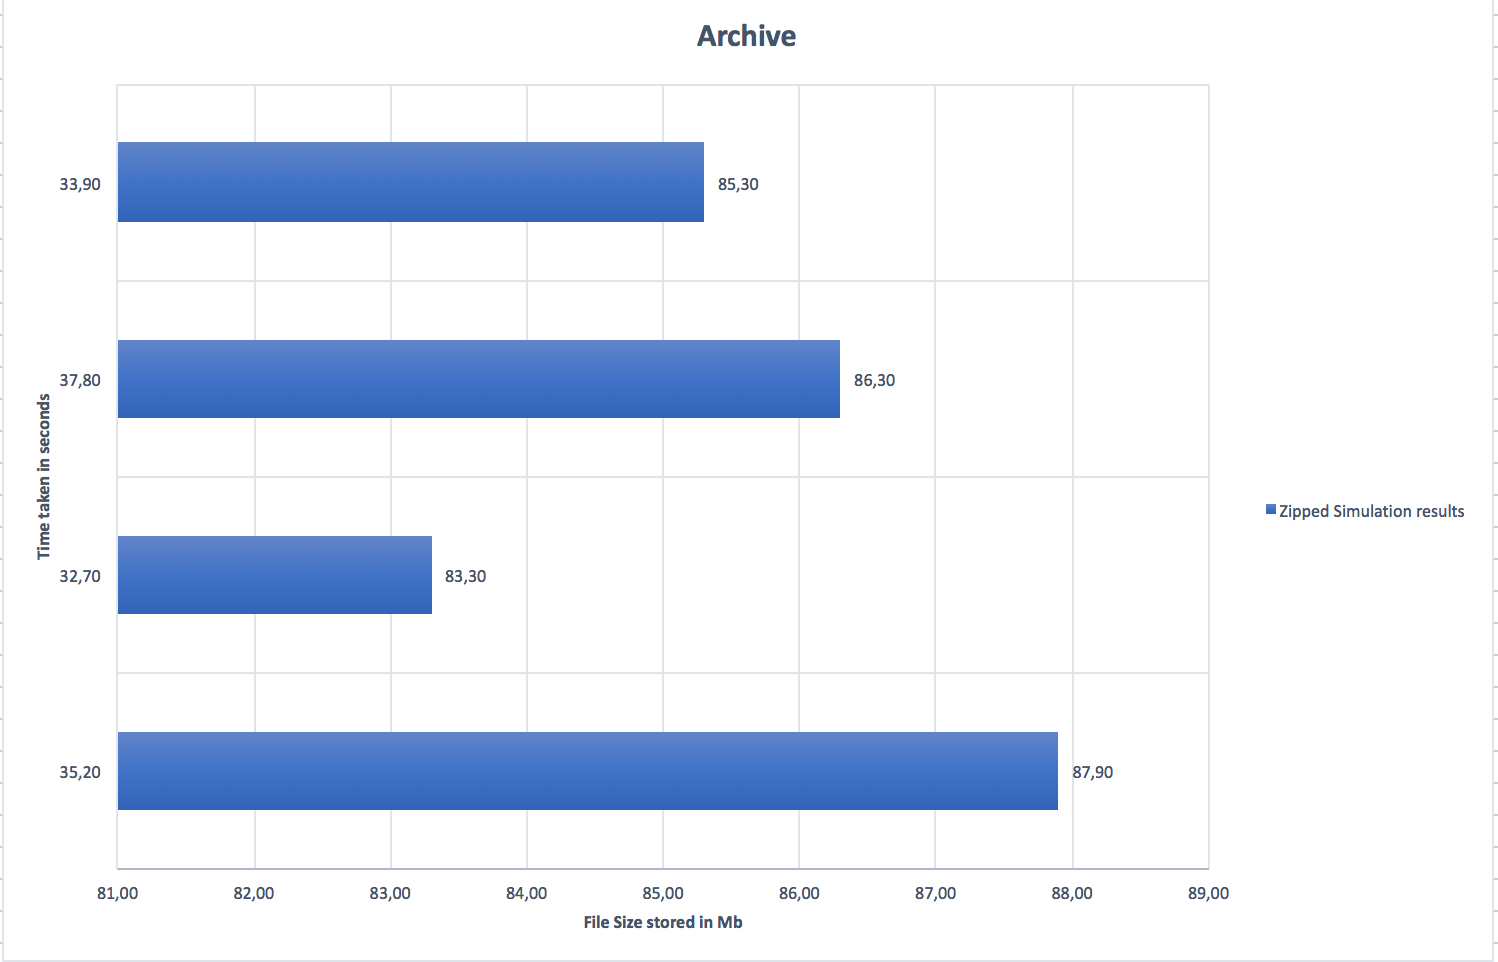 Archive
33,90
85,30
37,80
86,30
Time taken in seconds
Zipped Simulation results
32,70
83,30
35,20
87,90
81,00 82,00 83,00 84,00 85,00 86,00 87,00 88,00 89,00
File Size stored in Mb